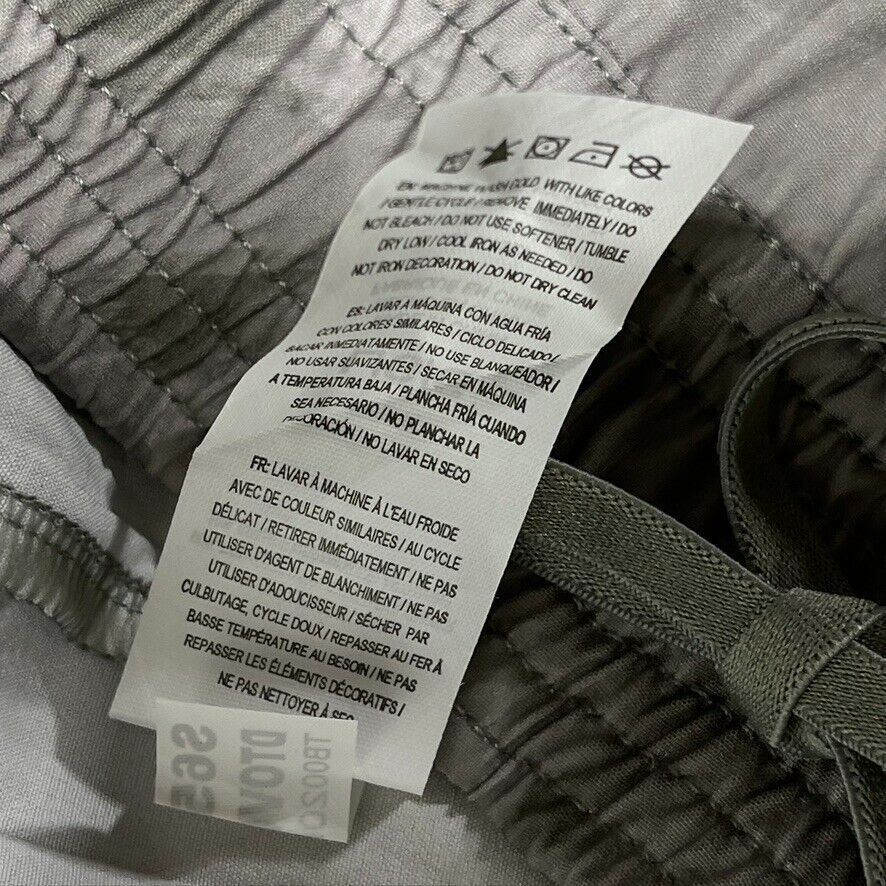 EN: MACHINE WASH COLD WITH LIKE COLORS
/ GENTLE CYCLE / REMOVE IMMEDIATELY / DO
NOT BLEACH / DO NOT USE SOFTENER / TUMBLE
DRY LOW / COOL IRON AS NEEDED / DO
NOT IRON DECORATION / DO NOT DRY CLEAN
ES: LAVAR A MÁQUINA CON AGUA FRÍA
CON COLORES SIMILARES / CICLO DELICADO /
SACAR INMEDIATAMENTE / NO USE BLANQUEADOR /
NO USAR SUAVIZANTES / SECAR EN MÁQUINA
A TEMPERATURA BAJA / PLANCHA FRÍA CUANDO
SEA NECESARIO / NO PLANCHAR LA
DECORACIÓN / NO LAVAR EN SECO
FR: LAVAR À MACHINE À L'EAU FROIDE
AVEC DE COULEUR SIMILAIRES / AU CYCLE
DÉLICAT / RETIRER IMMÉDIATEMENT / NE PAS
UTILISER D'AGENT DE BLANCHIMENT / NE PAS
UTILISER D'ADOUCISSEUR / SÉCHER PAR
CULBUTAGE, CYCLE DOUX / REPASSER AU FER À
BASSE TEMPÉRATURE AU BESOIN / NE PAS
REPASSER LES ÉLÉMENTS DÉCORATIFS /
NE PAS NETTOYER À SEC